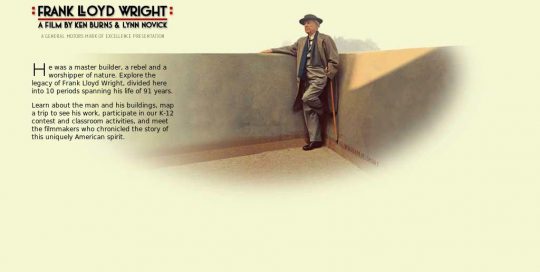 :FRANK LLOYD WRIGHT:
A FILM BY KEN BURNS & LYNN NOVICK
A GENERAL MOTORS MARK OF EXCELLENCE PRESENTATION
He was a master builder, a rebel and a
worshipper of nature. Explore the
legacy of Frank Lloyd Wright, divided here
into 10 periods spanning his life of 91 years.
Learn about the man and his buildings, map
a trip to see his work, participate in our K-12
contest and classroom activities, and meet
the filmmakers who chronicled the story of
this uniquely American spirit.